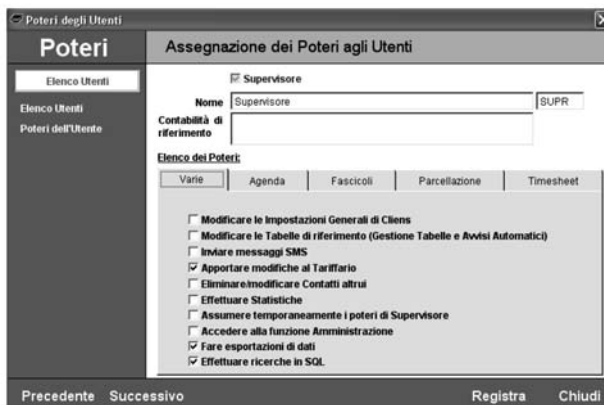 Poteri degli Utenti
Poteri
Assegnazione dei Poteri agli Utenti
Elenco Utenti
Elenco Utenti
Poteri dell'Utente
Supervisore
Nome Supervisore SUPR
Contabilità di
riferimento
Elenco dei Poteri:
Varie Agenda Fascicoli Parcellazione Timesheet
Modificare le Impostazioni Generali di Cliens
Modificare le Tabelle di riferimento (Gestione Tabelle e Avvisi Automatici)
Inviare messaggi SMS
Apportare modifiche al Tariffario
Eliminare/modificare Contatti altrui
Effettuare Statistiche
Assumere temporaneamente i poteri di Supervisore
Accedere alla funzione Amministrazione
Fare esportazioni di dati
Effettuare ricerche in SQL
Precedente Successivo Registra Chiudi